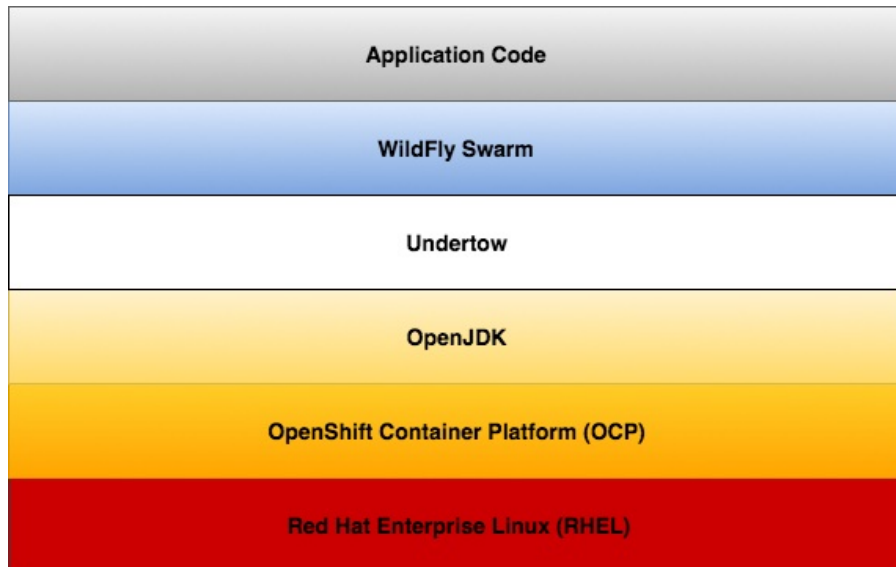 Application Code
WildFly Swarm
Undertow
OpenJDK
OpenShift Container Platform (OCP)
Red Hat Enterprise Linux (RHEL)